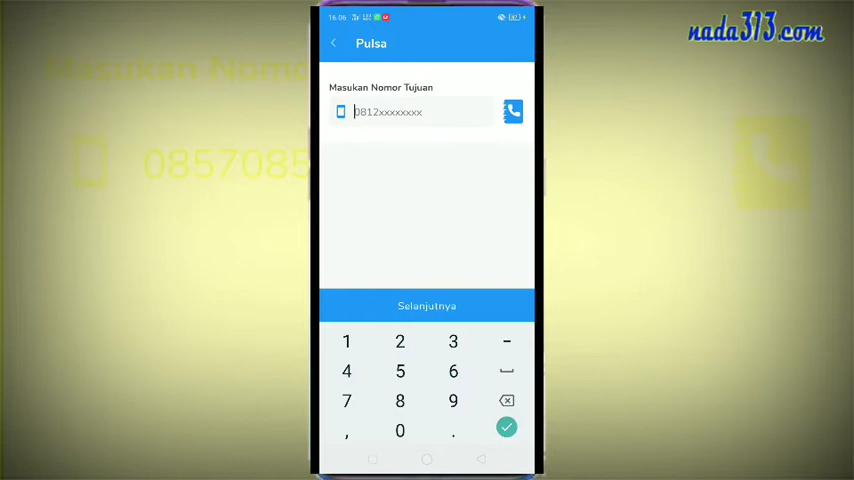 nada313.com
16.06
Pulsa
Masukan Nomor Tujuan
0812xxxxxxxx
Masukan Nomo
0857085
Selanjutnya
1 2 3 -
4 5 6
7 8 9
, 0 .